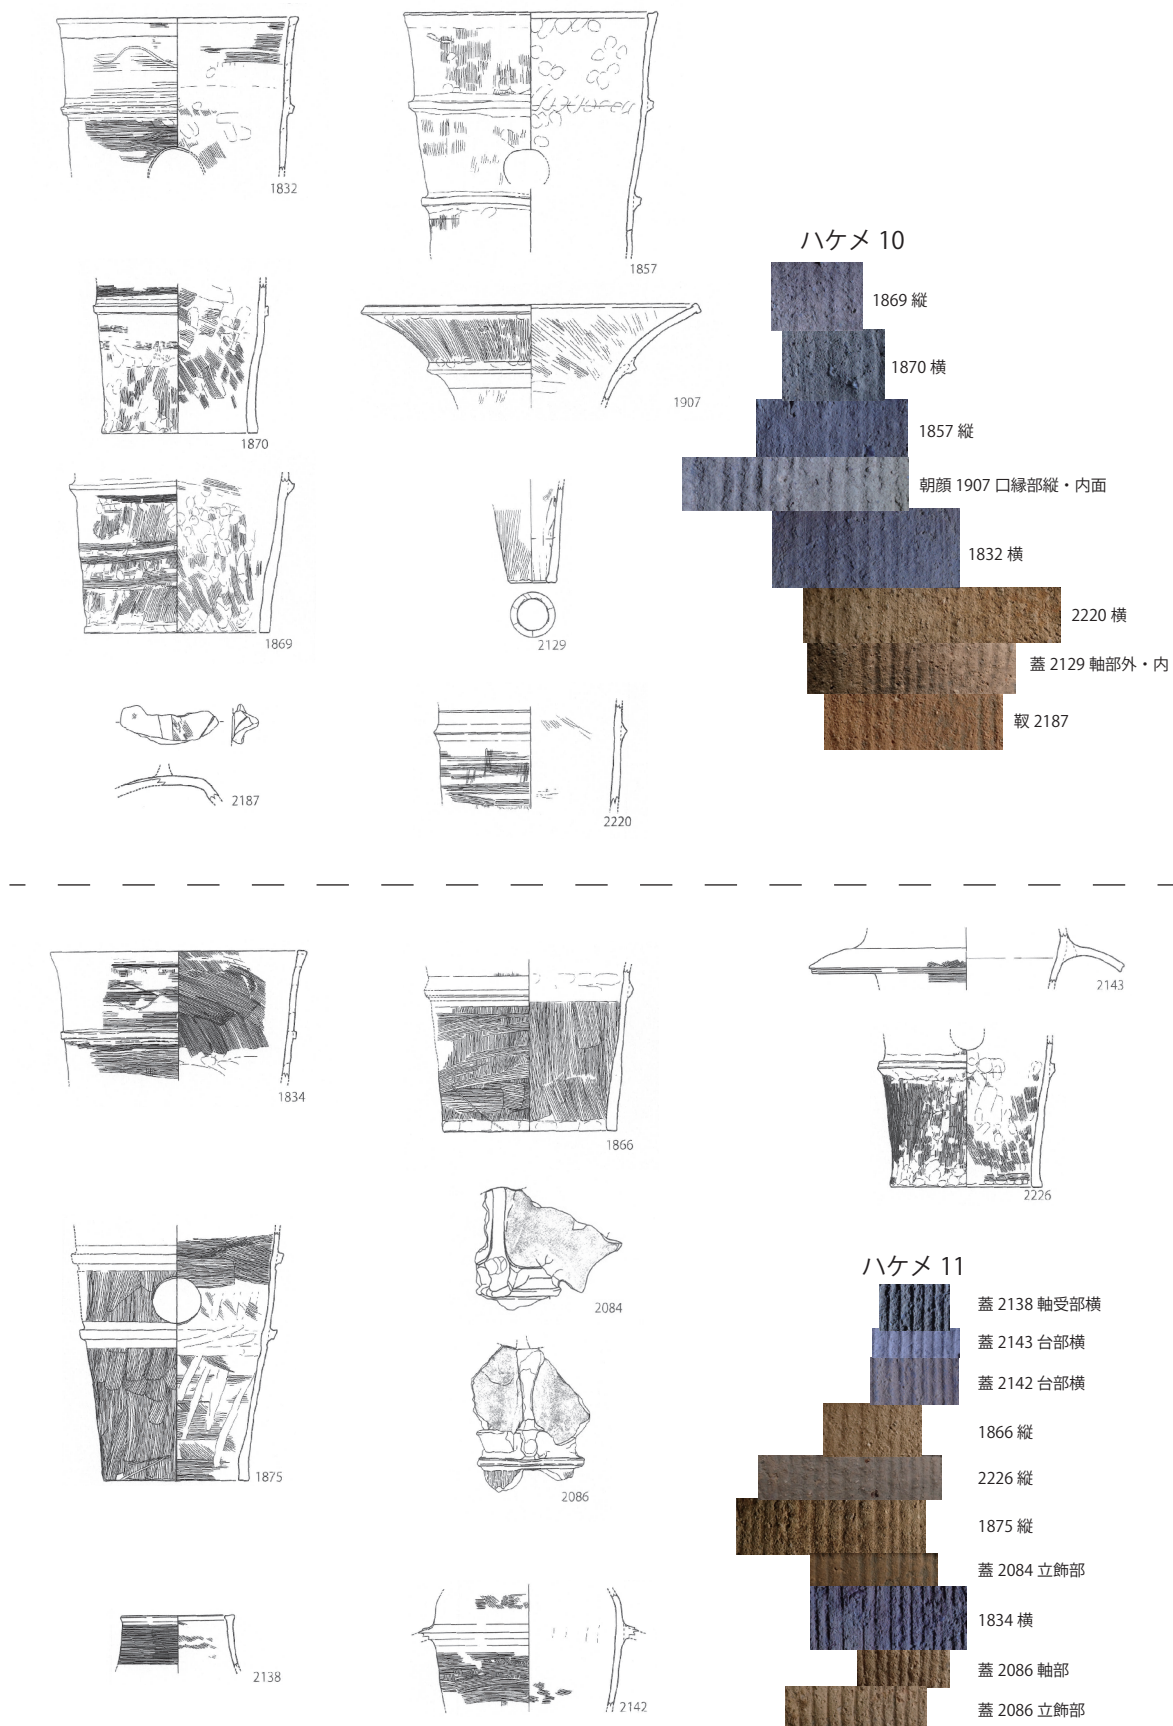 1832
1857
ハケメ 10
1869 縦
1870 横
1857 縦
朝顔 1907 口縁部縦・内面
1832 横
2220 横
蓋 2129 軸部外・内
靫 2187
1870
1907
1869
2129
2187
2220
1834
1866
2143
2226
1875
2084
2086
2138
2142
ハケメ 11
蓋 2138 軸受部横
蓋 2143 台部横
蓋 2142 台部横
1866 縦
2226 縦
1875 縦
蓋 2084 立飾部
1834 横
蓋 2086 軸部
蓋 2086 立飾部